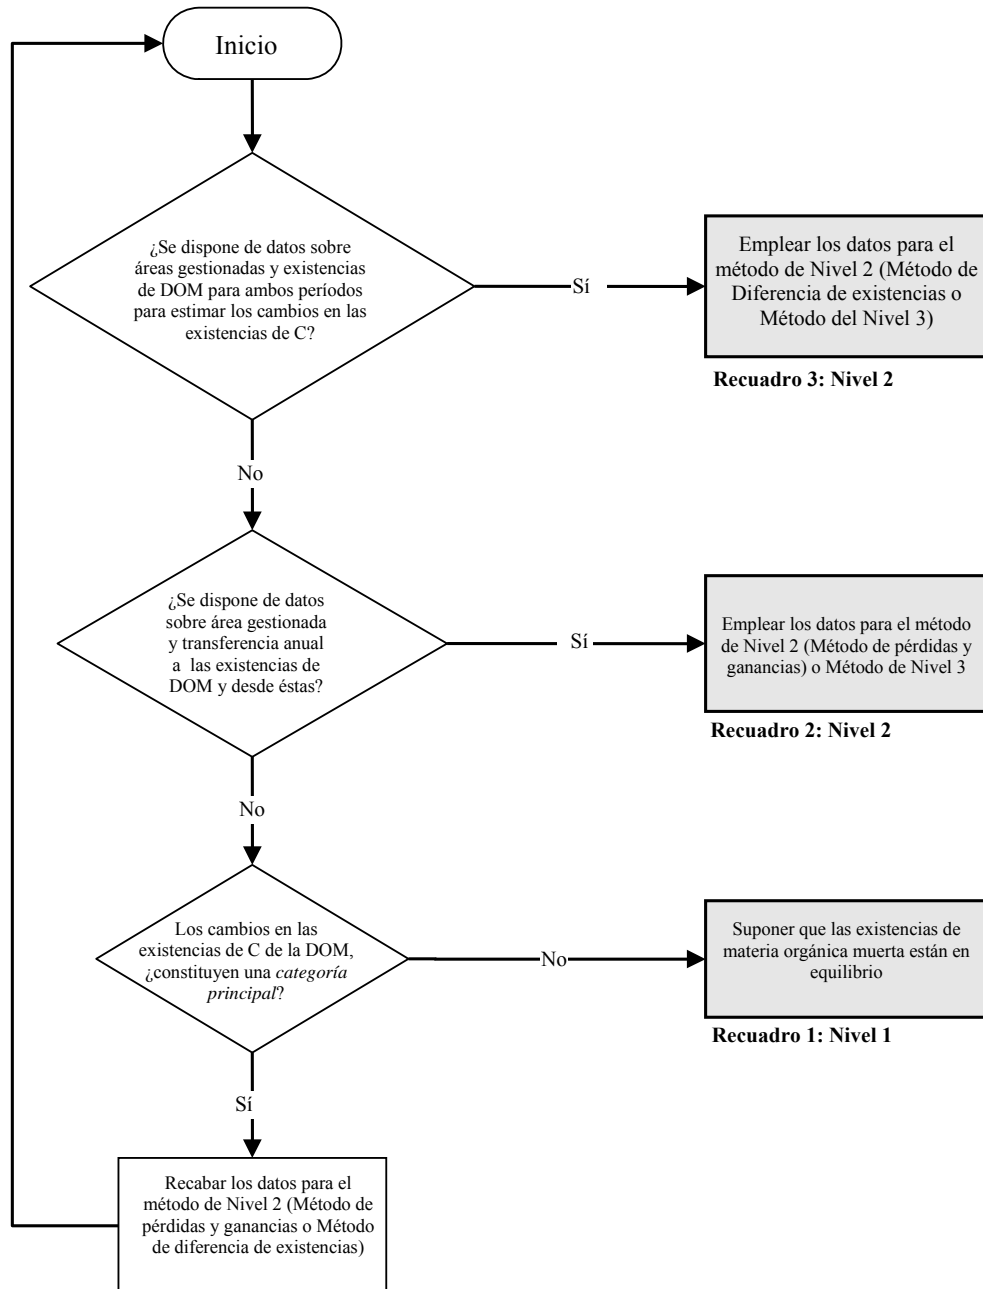 Inicio
¿Se dispone de datos sobre
áreas gestionadas y existencias
de DOM para ambos períodos
para estimar los cambios en las
existencias de C?
Sí
Emplear los datos para el
método de Nivel 2 (Método de
Diferencia de existencias o
Método del Nivel 3)
Recuadro 3: Nivel 2
No
¿Se dispone de datos
sobre área gestionada
y transferencia anual
a las existencias de
DOM y desde éstas?
Sí
Emplear los datos para el método
de Nivel 2 (Método de pérdidas y
ganancias) o Método de Nivel 3
Recuadro 2: Nivel 2
No
Los cambios en las
existencias de C de la DOM,
¿constituyen una categoría
principal?
No
Suponer que las existencias de
materia orgánica muerta están en
equilibrio
Recuadro 1: Nivel 1
Sí
Recabar los datos para el
método de Nivel 2 (Método de
pérdidas y ganancias o Método
de diferencia de existencias)